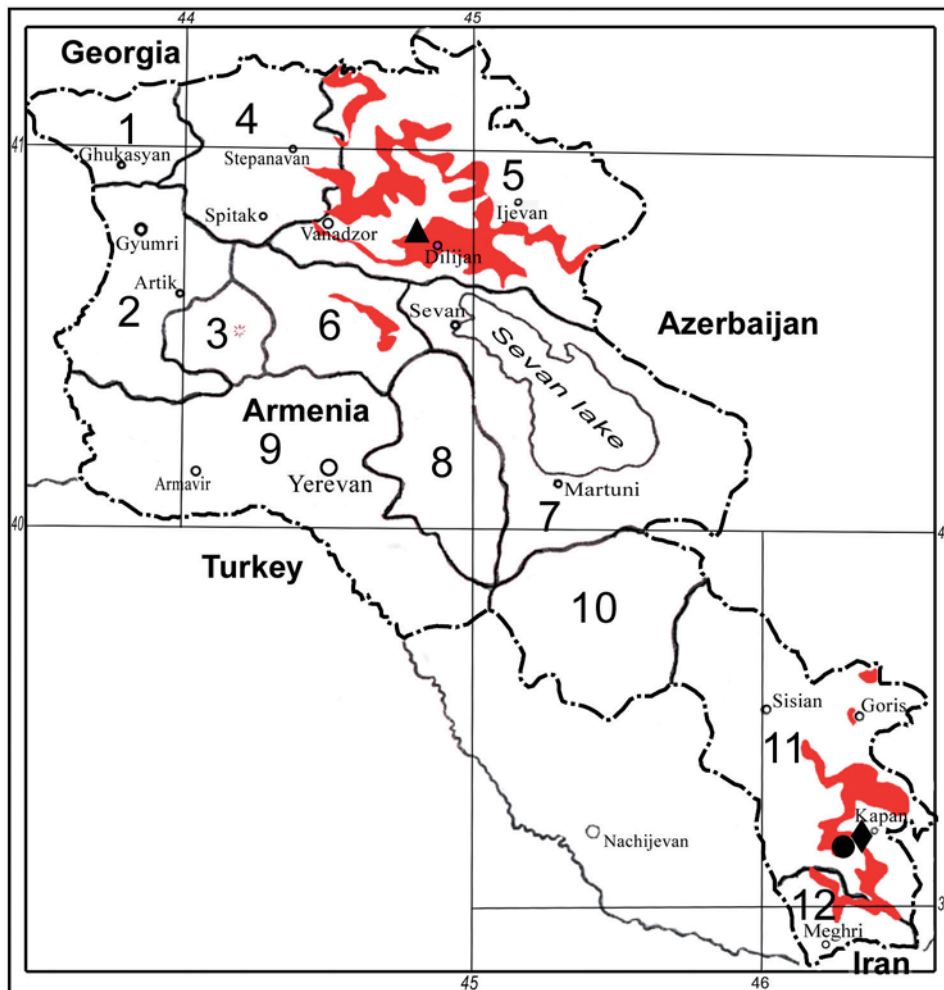 44
45
Georgia
1
4
41
Ghukasyan
Stepanavan
5
Ijevan
Spitak
Vanadzor
Gyumri
Dilijan
Artik
2
3
6
Sevan
Azerbaijan
Sevan lake
Armenia
9
8
Armavir
Yerevan
Martuni
7
40
4
Turkey
10
Sisian
Goris
11
Kapan
Nachijevan
12
3
Meghri
Iran
45
46